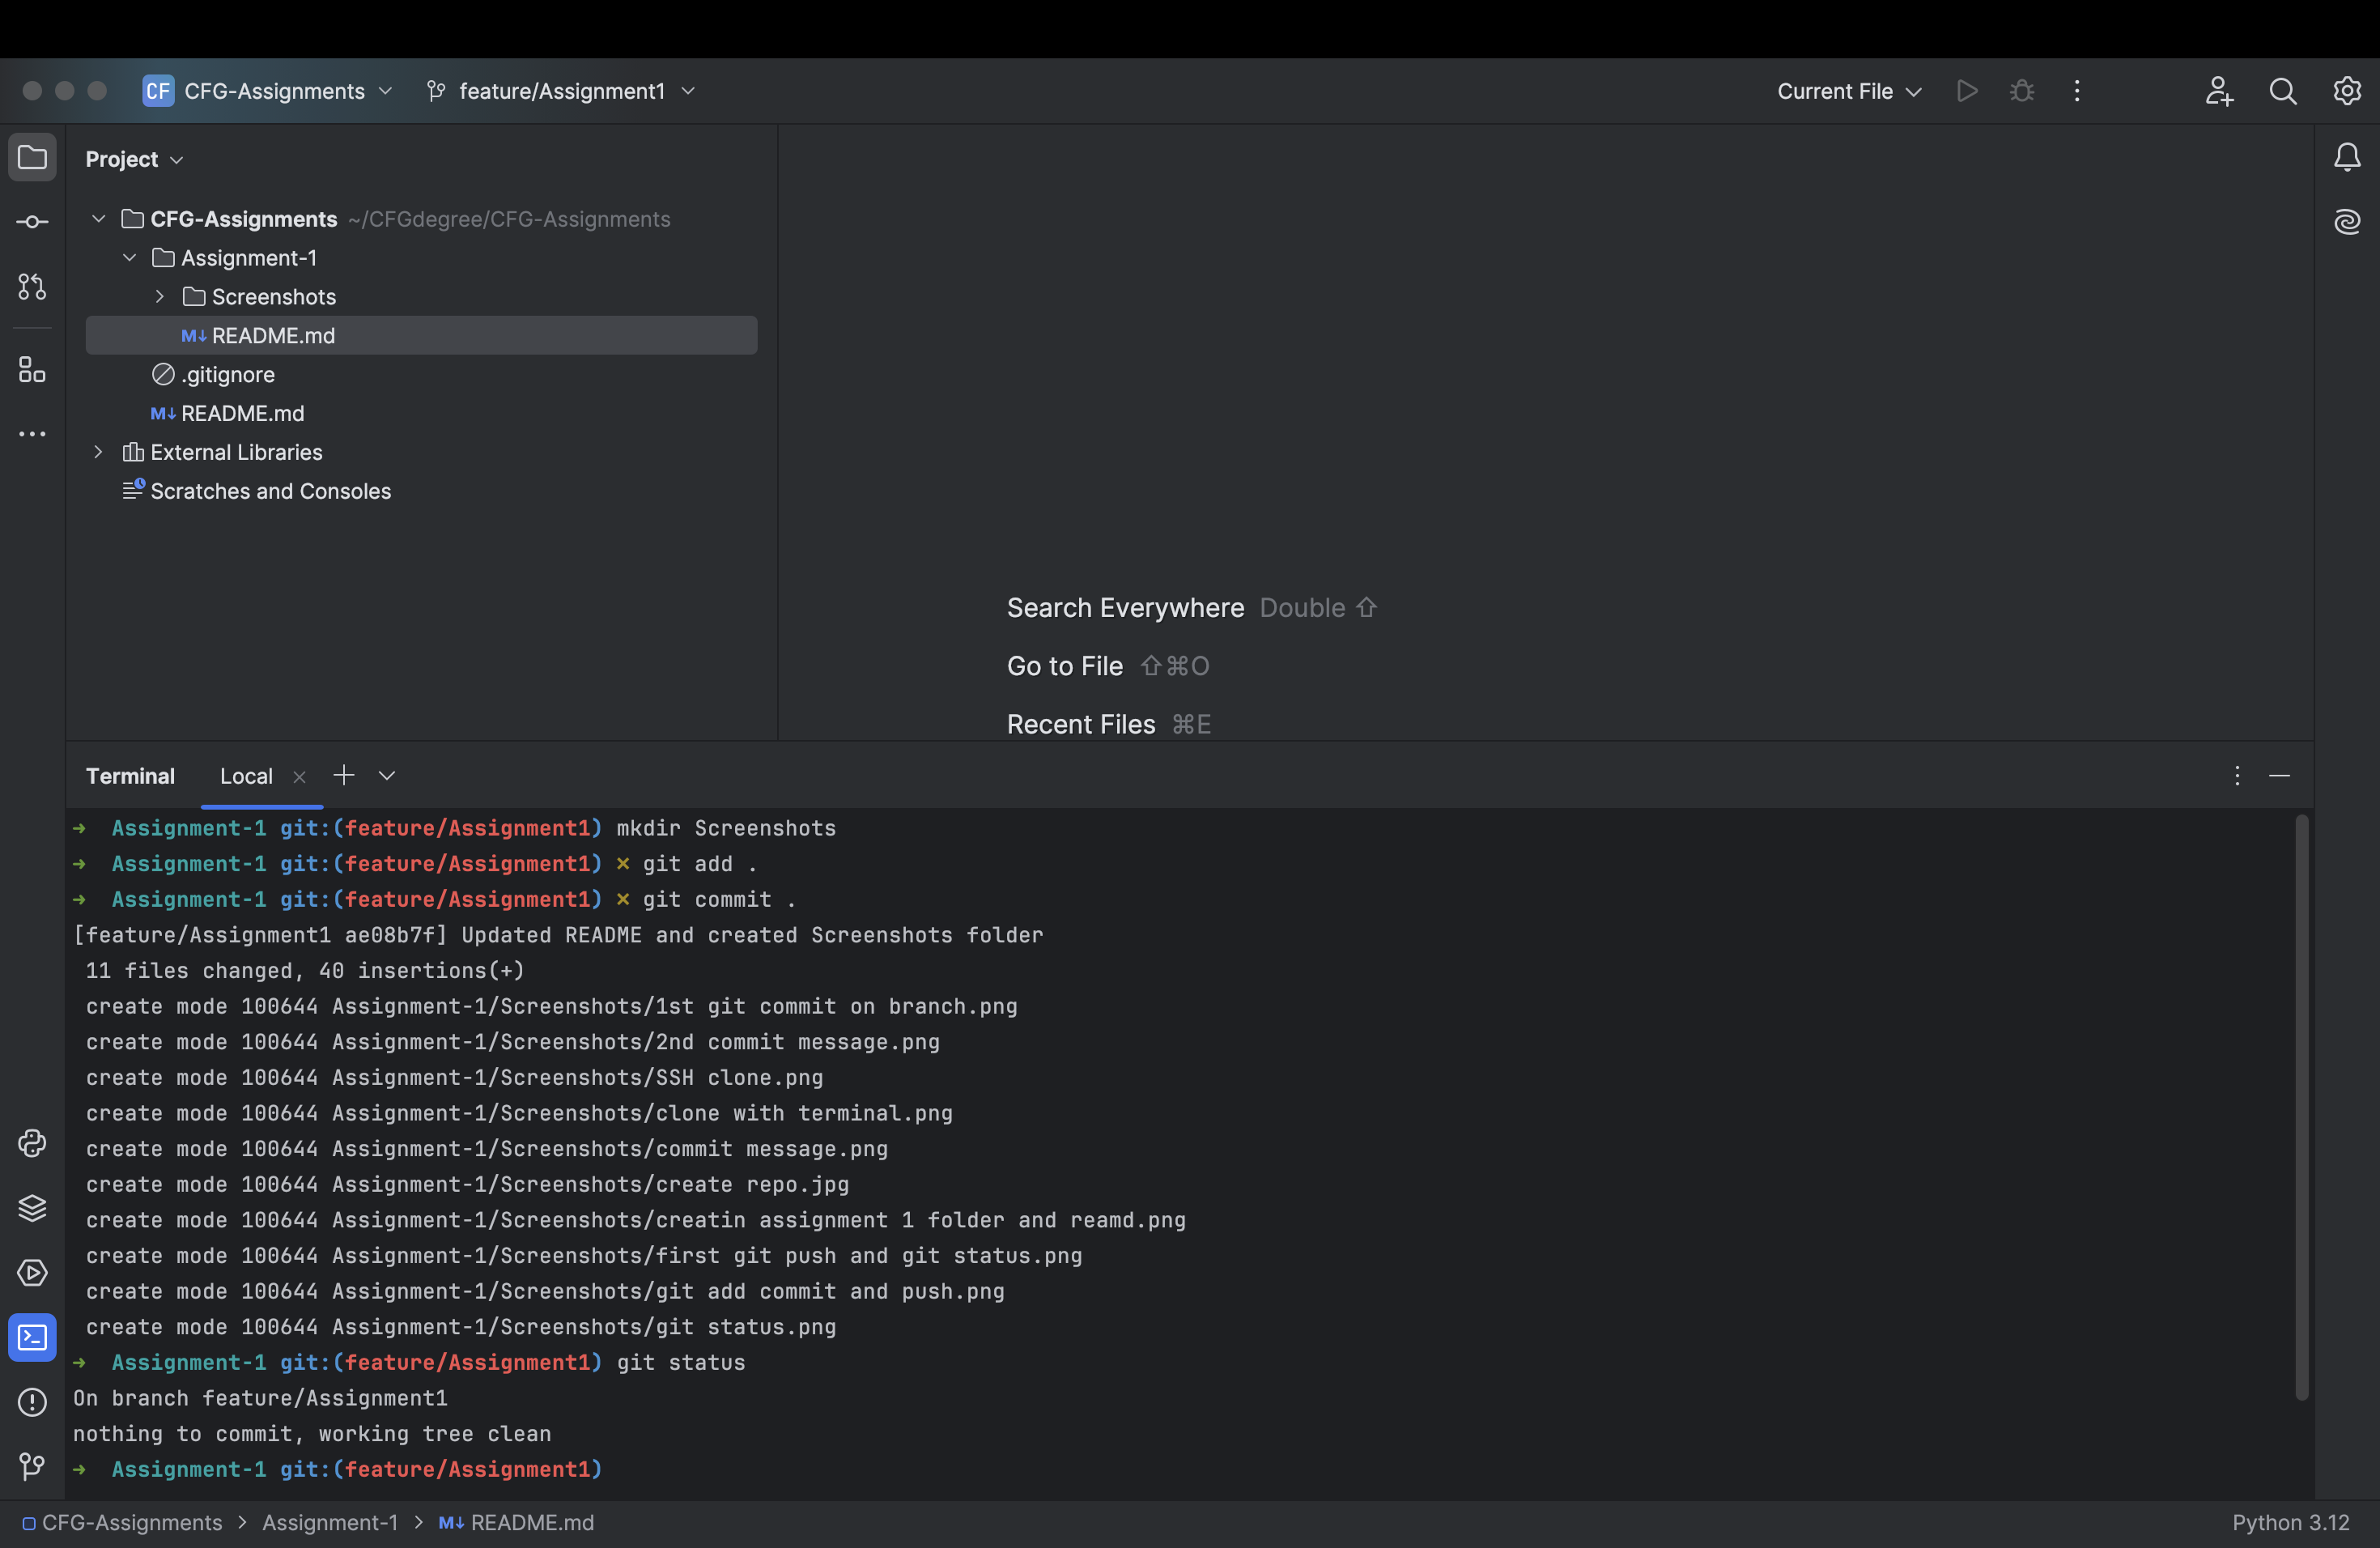 CF CFG-Assignments feature/Assignment1 Current File
Project
CFG-Assignments ~/CFGdegree/CFG-Assignments
Assignment-1
Screenshots
M↓ README.md
.gitignore
M↓ README.md
External Libraries
Scratches and Consoles
Search Everywhere Double ⇧
Go to File ⇧⌘O
Recent Files ⌘E
Terminal Local
→ Assignment-1 git:(feature/Assignment1) mkdir Screenshots
→ Assignment-1 git:(feature/Assignment1) × git add .
→ Assignment-1 git:(feature/Assignment1) × git commit .
[feature/Assignment1 ae08b7f] Updated README and created Screenshots folder
11 files changed, 40 insertions(+)
create mode 100644 Assignment-1/Screenshots/1st git commit on branch.png
create mode 100644 Assignment-1/Screenshots/2nd commit message.png
create mode 100644 Assignment-1/Screenshots/SSH clone.png
create mode 100644 Assignment-1/Screenshots/clone with terminal.png
create mode 100644 Assignment-1/Screenshots/commit message.png
create mode 100644 Assignment-1/Screenshots/create repo.jpg
create mode 100644 Assignment-1/Screenshots/creatin assignment 1 folder and reamd.png
create mode 100644 Assignment-1/Screenshots/first git push and git status.png
create mode 100644 Assignment-1/Screenshots/git add commit and push.png
create mode 100644 Assignment-1/Screenshots/git status.png
→ Assignment-1 git:(feature/Assignment1) git status
On branch feature/Assignment1
nothing to commit, working tree clean
→ Assignment-1 git:(feature/Assignment1)
CFG-Assignments > Assignment-1 > M↓ README.md Python 3.12